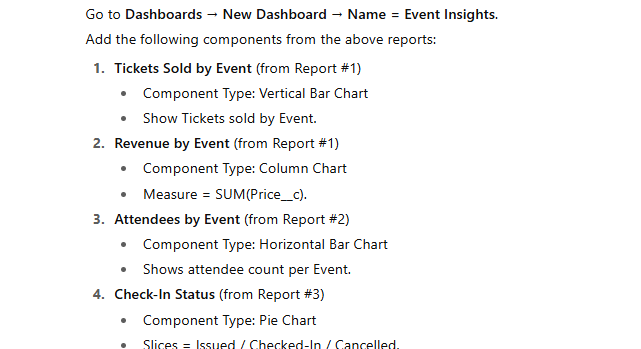 Go to Dashboards → New Dashboard → Name = Event Insights.
Add the following components from the above reports:
1. Tickets Sold by Event (from Report #1)
• Component Type: Vertical Bar Chart
• Show Tickets sold by Event.
2. Revenue by Event (from Report #1)
• Component Type: Column Chart
• Measure = SUM(Price__c).
3. Attendees by Event (from Report #2)
• Component Type: Horizontal Bar Chart
• Shows attendee count per Event.
4. Check-In Status (from Report #3)
• Component Type: Pie Chart
• Slices = Issued / Checked-In / Cancelled.